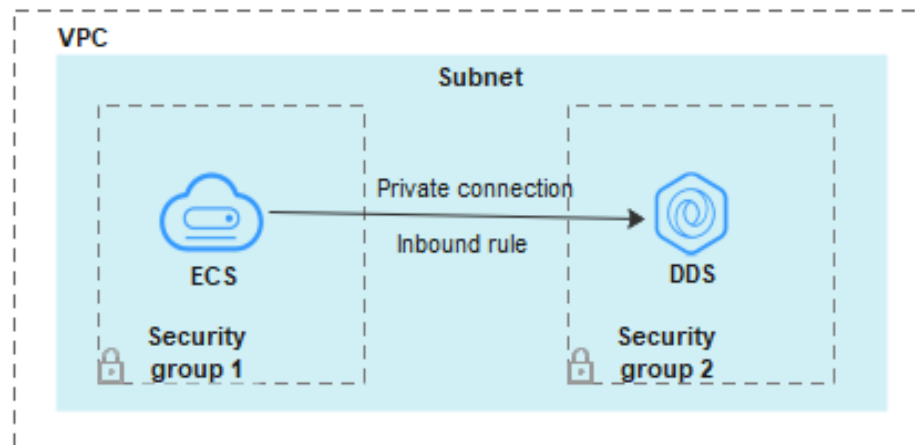 VPC
Subnet
Private connection
Inbound rule
ECS
DDS
Security
group 1
Security
group 2